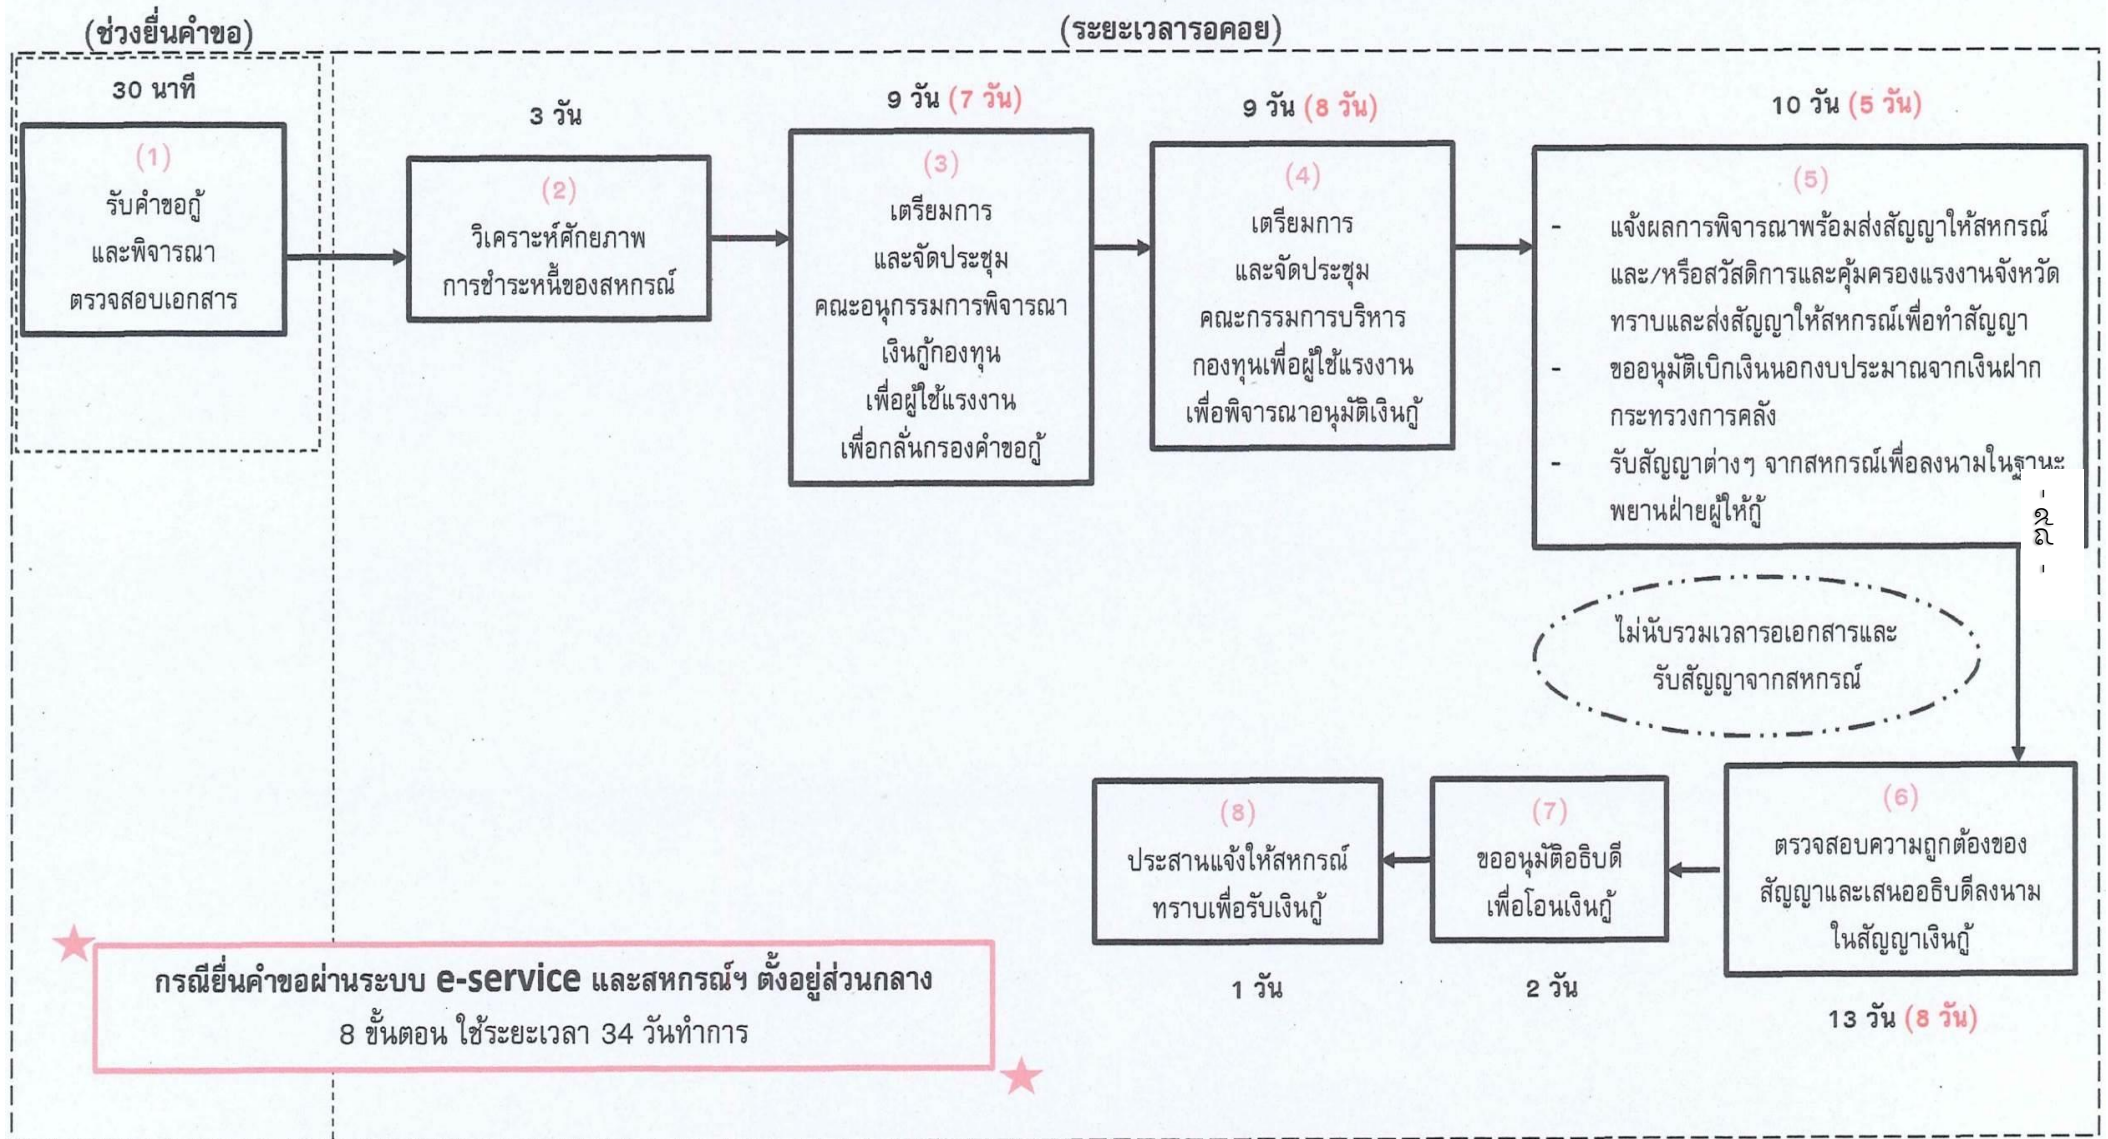 (ช่วงยื่นคำขอ)
(ระยะเวลารอคอย)
30 นาที
(1)
รับคำขอกู้
และพิจารณา
ตรวจสอบเอกสาร
3 วัน
(2)
วิเคราะห์ศักยภาพ
การชำระหนี้ของสหกรณ์
9 วัน (7 วัน)
(3)
เตรียมการ
และจัดประชุม
คณะอนุกรรมการพิจารณา
เงินกู้กองทุน
เพื่อผู้ใช้แรงงาน
เพื่อกลั่นกรองคำขอกู้
9 วัน (8 วัน)
(4)
เตรียมการ
และจัดประชุม
คณะกรรมการบริหาร
กองทุนเพื่อผู้ใช้แรงงาน
เพื่อพิจารณาอนุมัติเงินกู้
10 วัน (5 วัน)
(5)
- แจ้งผลการพิจารณาพร้อมส่งสัญญาให้สหกรณ์
และ/หรือสวัสดิการและคุ้มครองแรงงานจังหวัด
ทราบและส่งสัญญาให้สหกรณ์เพื่อทำสัญญา
- ขออนุมัติเบิกเงินนอกงบประมาณจากเงินฝาก
กระทรวงการคลัง
- รับสัญญาต่างๆ จากสหกรณ์เพื่อลงนามในฐานะ
พยานฝ่ายผู้ให้กู้
ไม่นับรวมเวลารอเอกสารและ
รับสัญญาจากสหกรณ์
(6)
ตรวจสอบความถูกต้องของ
สัญญาและเสนออธิบดีลงนาม
ในสัญญาเงินกู้
13 วัน (8 วัน)
(7)
ขออนุมัติอธิบดี
เพื่อโอนเงินกู้
2 วัน
(8)
ประสานแจ้งให้สหกรณ์
ทราบเพื่อรับเงินกู้
1 วัน
กรณียื่นคำขอผ่านระบบ e-service และสหกรณ์ฯ ตั้งอยู่ส่วนกลาง
8 ขั้นตอน ใช้ระยะเวลา 34 วันทำการ